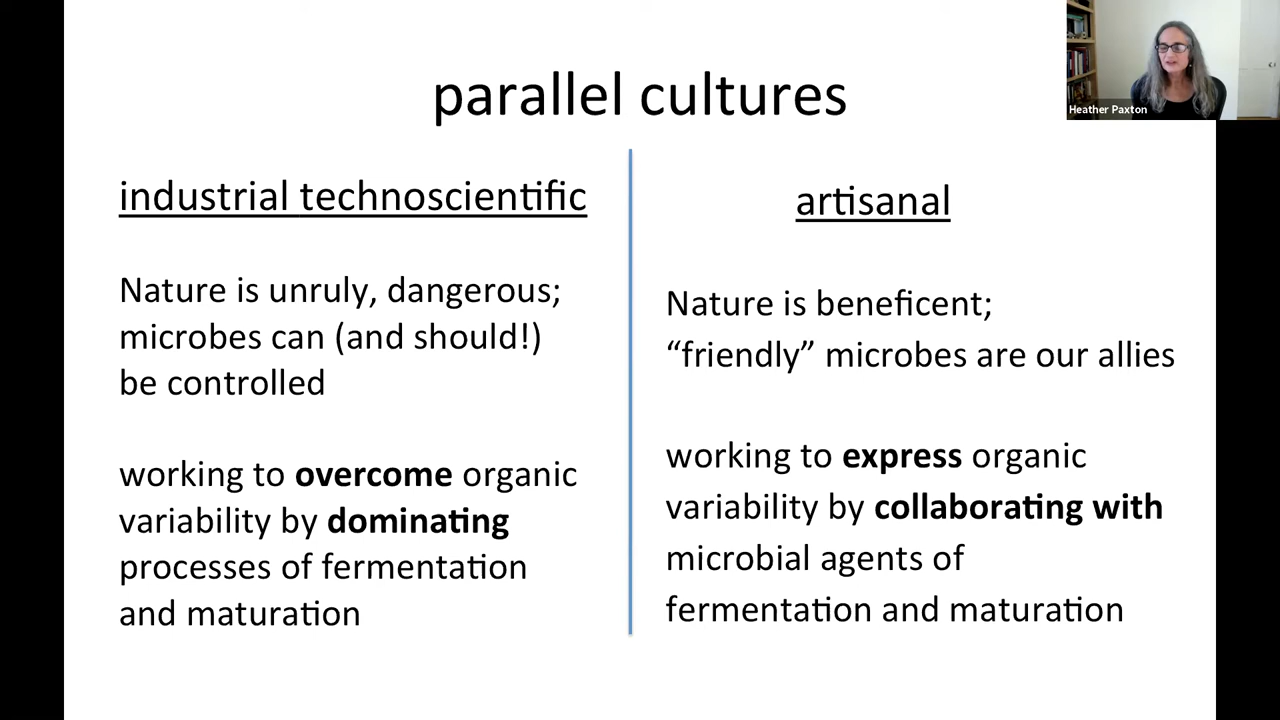 parallel cultures
Heather Paxton
industrial technoscientific
Nature is unruly, dangerous;
microbes can (and should!)
be controlled
working to overcome organic
variability by dominating
processes of fermentation
and maturation
artisanal
Nature is beneficent;
“friendly” microbes are our allies
working to express organic
variability by collaborating with
microbial agents of
fermentation and maturation